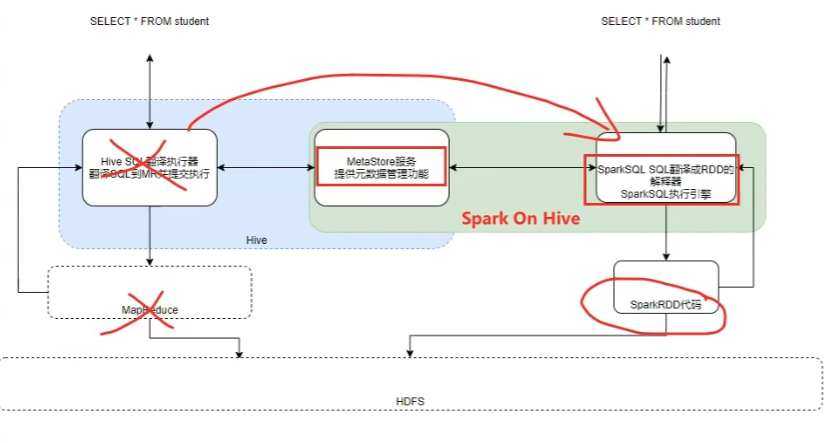 SELECT * FROM student
SELECT * FROM student
Hive SQL翻译执行器
翻译SQL到MR并提交执行
MetaStore服务
提供元数据管理功能
SparkSQL SQL翻译成RDD的
解释器
SparkSQL执行引擎
Spark On Hive
Hive
MapReduce
SparkRDD代码
HDFS